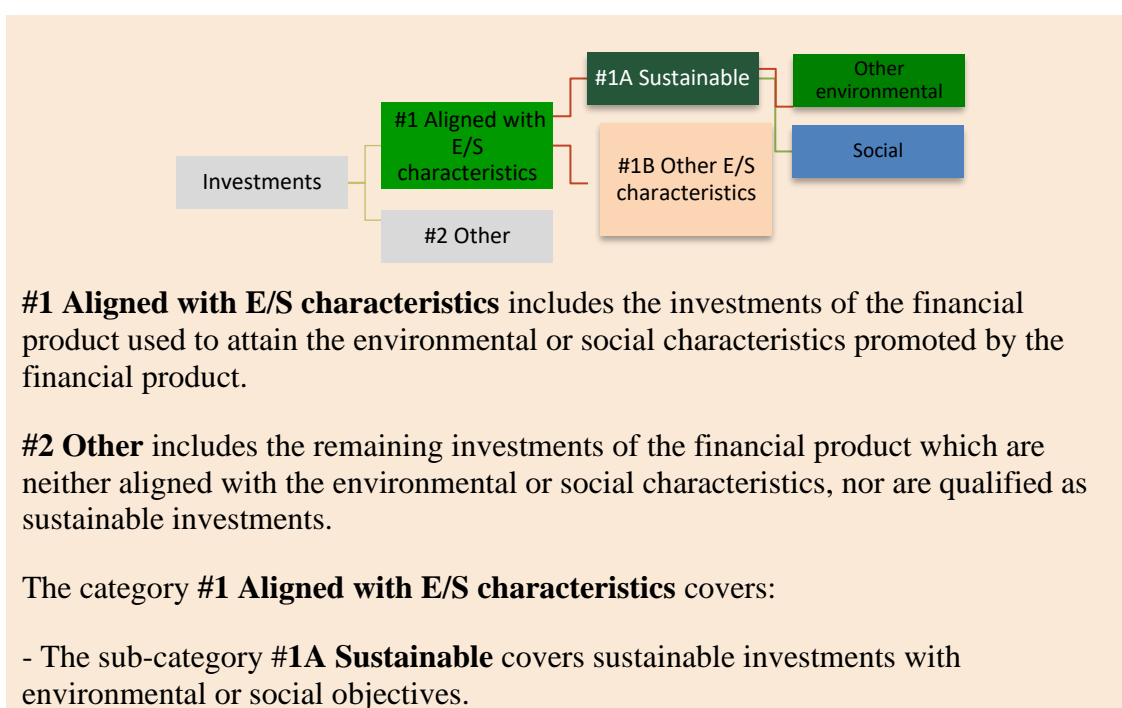 #1A Sustainable
Other
environmental
#1 Aligned with
E/S
characteristics
Social
#1B Other E/S
characteristics
Investments
#2 Other
#1 Aligned with E/S characteristics includes the investments of the financial
product used to attain the environmental or social characteristics promoted by the
financial product.
#2 Other includes the remaining investments of the financial product which are
neither aligned with the environmental or social characteristics, nor are qualified as
sustainable investments.
The category #1 Aligned with E/S characteristics covers:
- The sub-category #1A Sustainable covers sustainable investments with
environmental or social objectives.